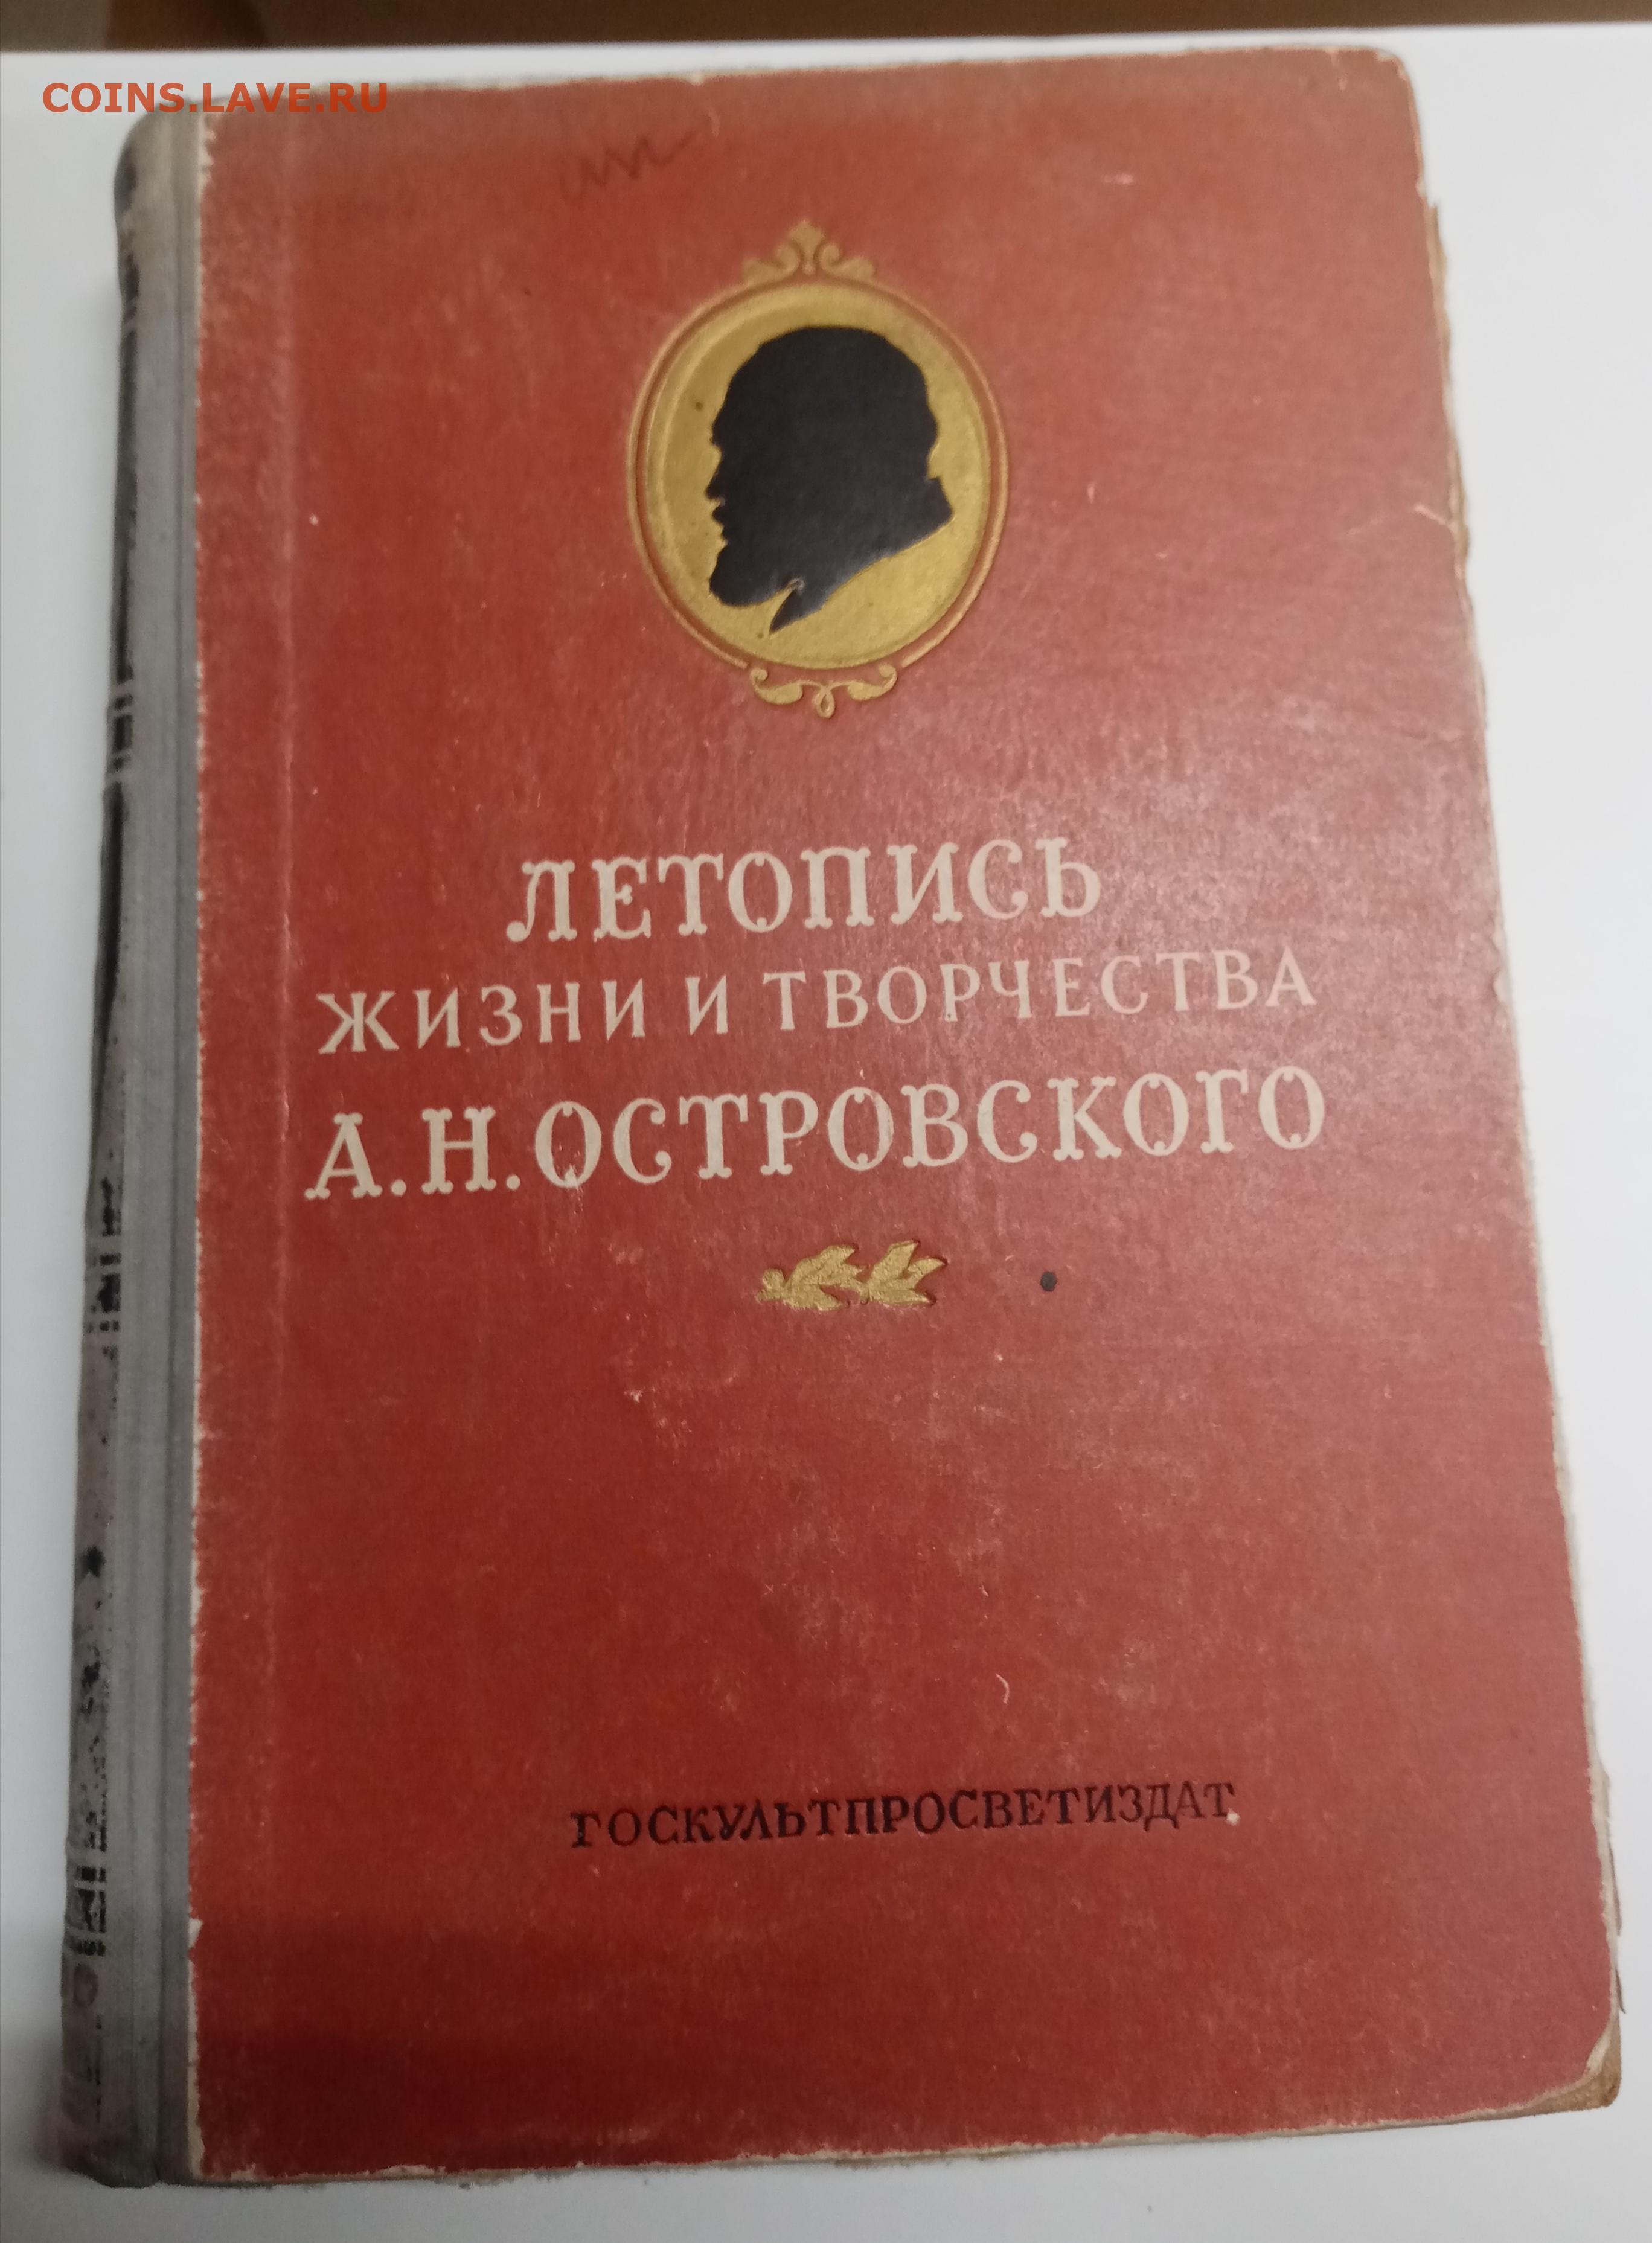 COINS.LAVE.RU
ЛЕТОПИСЬ
ЖИЗНИ И ТВОРЧЕСТВА
А.Н.ОСТРОВСКОГО
ГОСКУЛЬТПРОСВЕТИЗДАТ